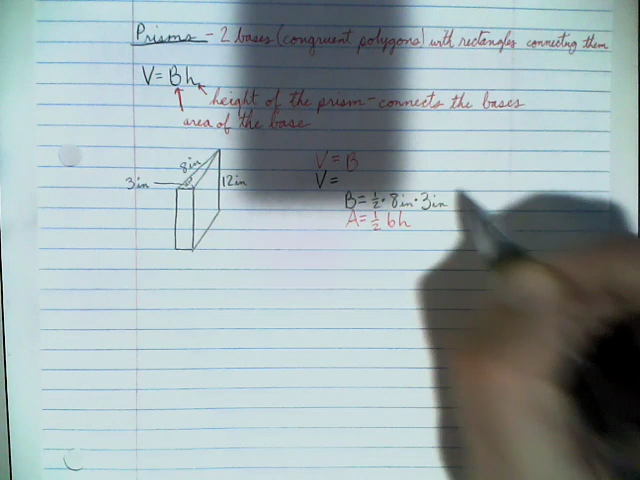 Prisms - 2 bases (congruent polygons) with rectangles connecting them
V = Bh
height of the prism - connects the bases
area of the base
8in
3in
12in
V = B
V =
B = ½ · 8in · 3in
A = ½ bh